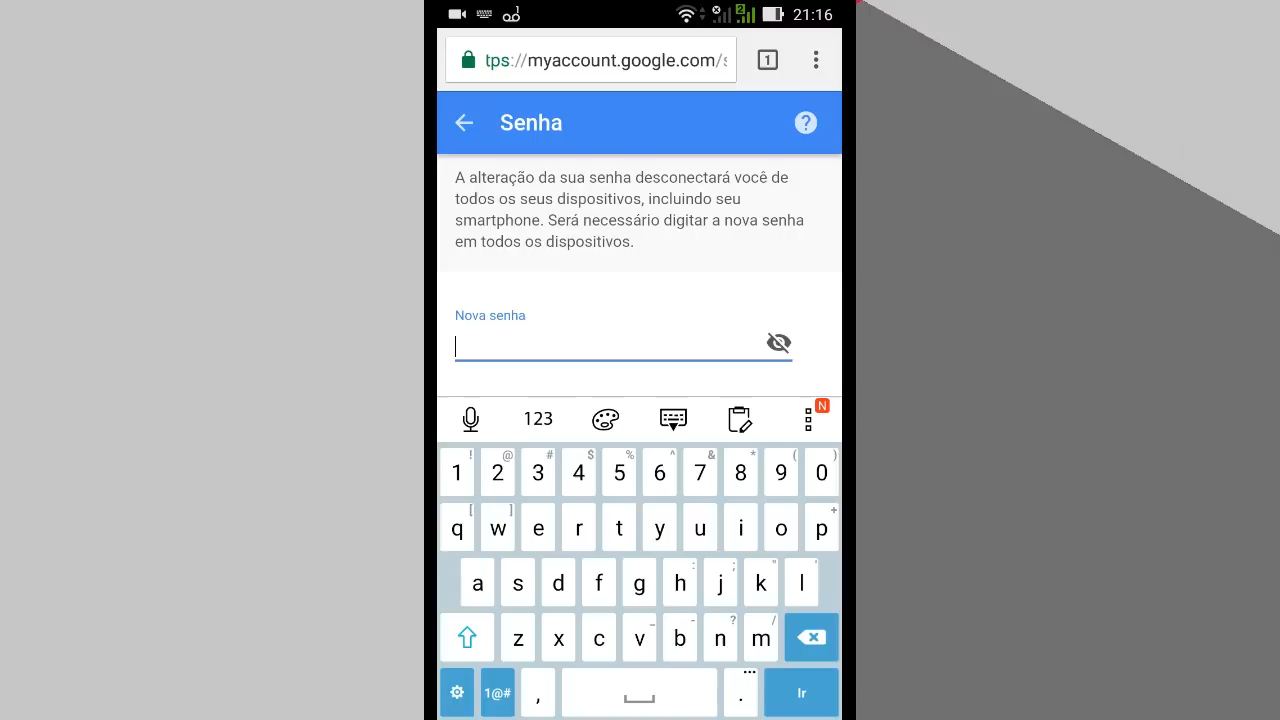 1
2
21:16
tps://myaccount.google.com/s
1
Senha
?
A alteração da sua senha desconectará você de
todos os seus dispositivos, incluindo seu
smartphone. Será necessário digitar a nova senha
em todos os dispositivos.
Nova senha
123
N
! @ # $ % ^ & * ( )
1 2 3 4 5 6 7 8 9 0
[ ] +
q w e r t y u i o p
: ; " '
a s d f g h j k l
_ - ? /
z x c v b n m
1@# , . ... Ir